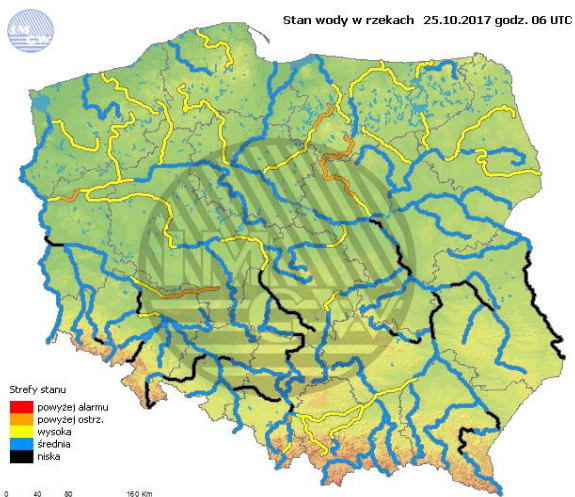 Stan wody w rzekach 25.10.2017 godz. 06 UTC
Strefy stanu
powyżej alarmu
powyżej ostrz.
wysoka
średnia
niska
0 40 80 160 Km